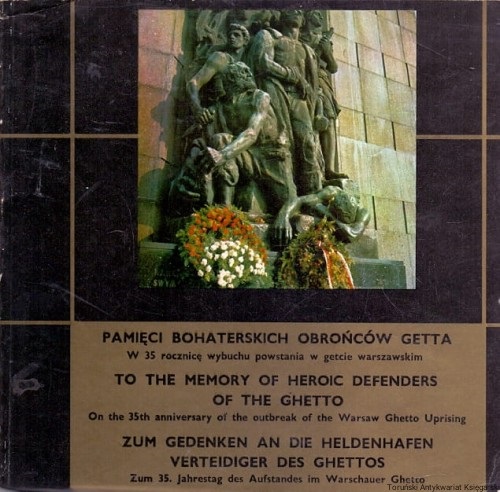 PAMIĘCI BOHATERSKICH OBROŃCÓW GETTA
W 35 rocznicę wybuchu powstania w getcie warszawskim
TO THE MEMORY OF HEROIC DEFENDERS
OF THE GHETTO
On the 35th anniversary of the outbreak of the Warsaw Ghetto Uprising
ZUM GEDENKEN AN DIE HELDENHAFEN
VERTEIDIGER DES GHETTOS
Zum 35. Jahrestag des Aufstandes im Warschauer Ghetto
Toruński Antykwariat Księgarski